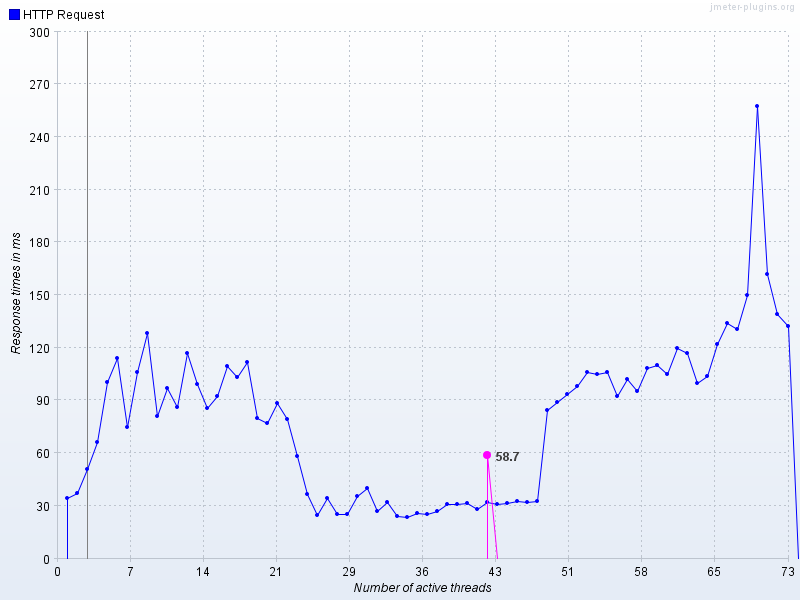 jmeter-plugins.org
HTTP Request
300
270
240
210
180
150
120
90
60
30
0
Response times in ms
58.7
0 7 14 21 29 36 43 51 58 65 73
Number of active threads